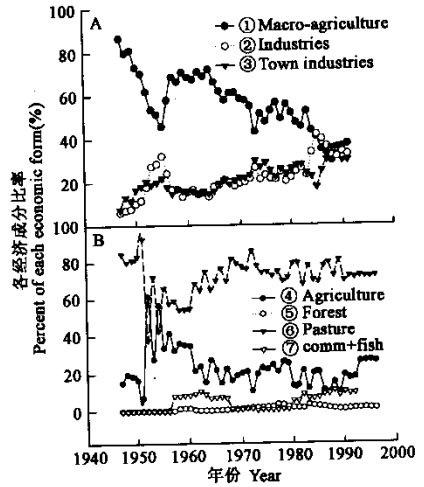 100
A
① Macro-agriculture
② Industries
③ Town industries
80
60
40
20
100
B
80
60
④ Agriculture
⑤ Forest
⑥ Pasture
⑦ comm+fish
40
20
0
1940 1950 1960 1970 1980 1990 2000
年份 Year
各经济成分比率
Percent of each economic form(%)